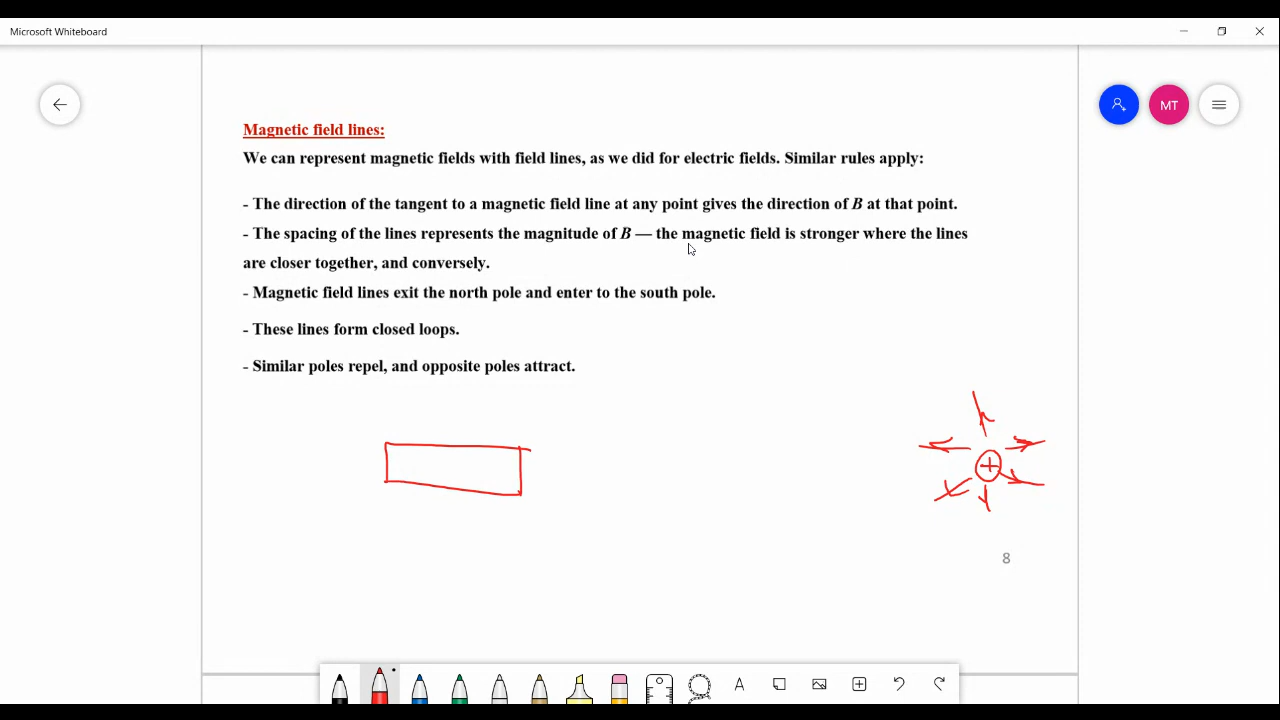 Microsoft Whiteboard
MT
Magnetic field lines:
We can represent magnetic fields with field lines, as we did for electric fields. Similar rules apply:
- The direction of the tangent to a magnetic field line at any point gives the direction of B at that point.
- The spacing of the lines represents the magnitude of B — the magnetic field is stronger where the lines
are closer together, and conversely.
- Magnetic field lines exit the north pole and enter to the south pole.
- These lines form closed loops.
- Similar poles repel, and opposite poles attract.
+
8
A